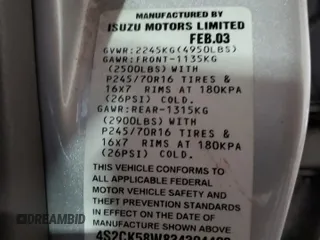 MANUFACTURED BY
ISUZU MOTORS LIMITED
FEB.03
GVWR:2245KG(4950LBS)
GAWR:FRONT-1135KG
(2500LBS) WITH
P245/70R16 TIRES &
16x7 RIMS AT 180KPA
(26PSI) COLD.
GAWR:REAR-1315KG
(2900LBS) WITH
P245/70R16 TIRES &
16x7 RIMS AT 180KPA
(26PSI) COLD.
THIS VEHICLE CONFORMS TO
ALL APPLICABLE FEDERAL
MOTOR VEHICLE SAFETY AND
THEFT PREVENTION STANDARDS
IN EFFECT ON THE DATE OF
MANUFACTURE SHOWN ABOVE
DREAMBID